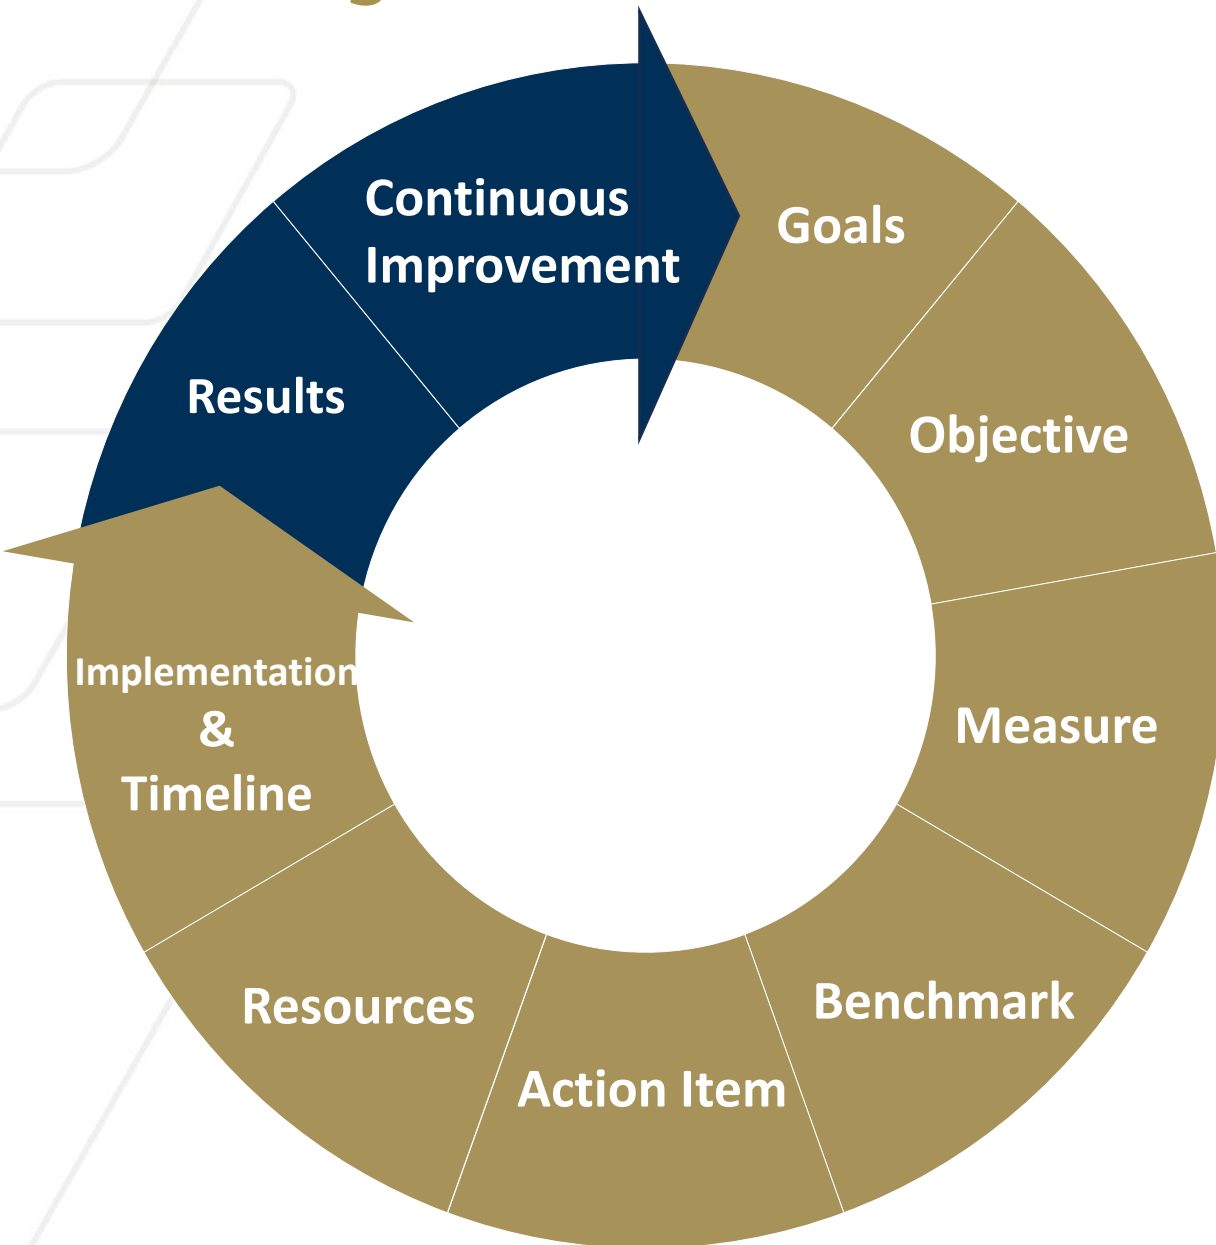 Continuous
Improvement
Goals
Objective
Measure
Benchmark
Action Item
Resources
Implementation
&
Timeline
Results